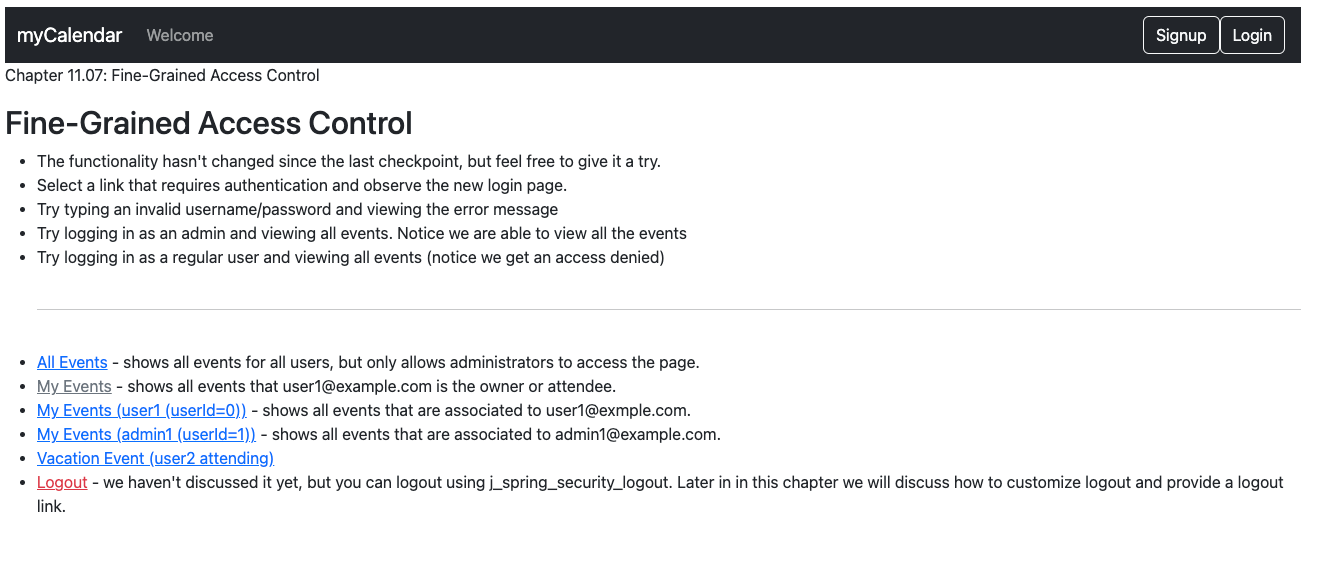 myCalendar Welcome Signup Login
Chapter 11.07: Fine-Grained Access Control
Fine-Grained Access Control
• The functionality hasn't changed since the last checkpoint, but feel free to give it a try.
• Select a link that requires authentication and observe the new login page.
• Try typing an invalid username/password and viewing the error message
• Try logging in as an admin and viewing all events. Notice we are able to view all the events
• Try logging in as a regular user and viewing all events (notice we get an access denied)
• All Events - shows all events for all users, but only allows administrators to access the page.
• My Events - shows all events that user1@example.com is the owner or attendee.
• My Events (user1 (userId=0)) - shows all events that are associated to user1@exmple.com.
• My Events (admin1 (userId=1)) - shows all events that are associated to admin1@example.com.
• Vacation Event (user2 attending)
• Logout - we haven't discussed it yet, but you can logout using j_spring_security_logout. Later in in this chapter we will discuss how to customize logout and provide a logout
link.